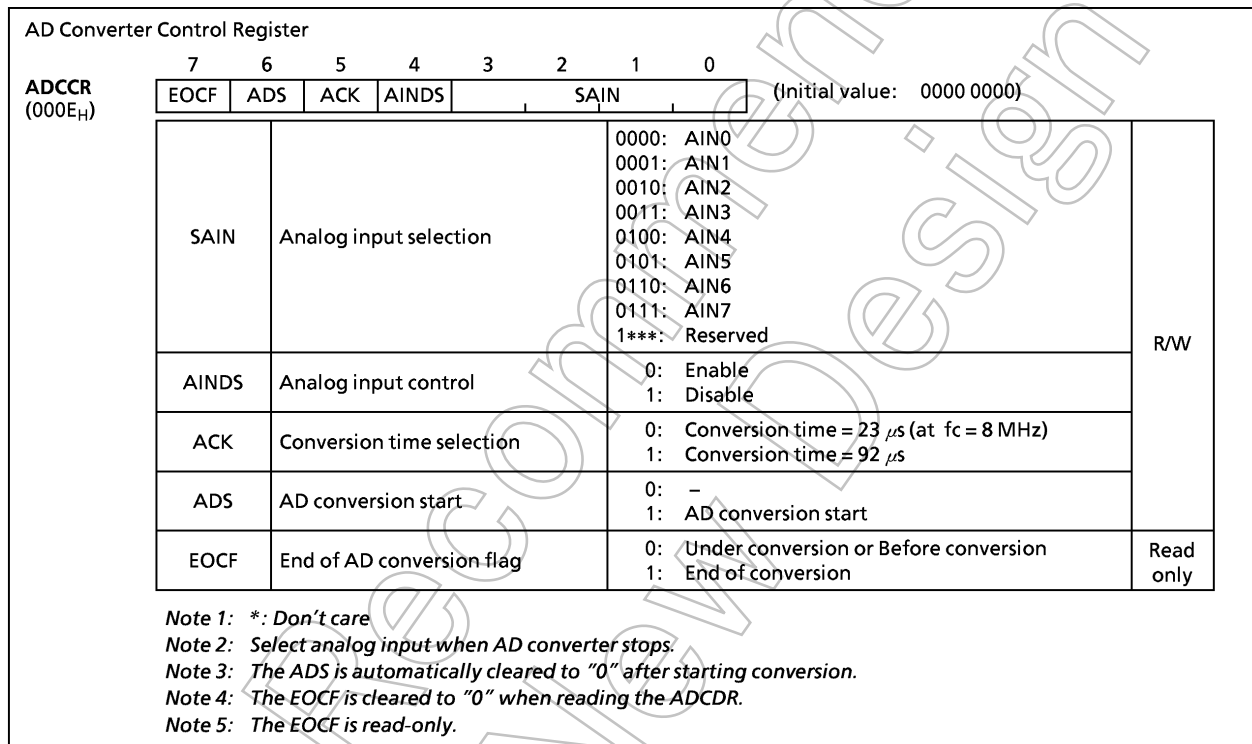 AD Converter Control Register
7 6 5 4 3 2 1 0
ADCCR
(000EH)
EOCF ADS ACK AINDS SAIN (Initial value: 0000 0000)
SAIN Analog input selection
0000: AIN0
0001: AIN1
0010: AIN2
0011: AIN3
0100: AIN4
0101: AIN5
0110: AIN6
0111: AIN7
1***: Reserved
R/W
AINDS Analog input control
0: Enable
1: Disable
ACK Conversion time selection
0: Conversion time = 23 μs (at fc = 8 MHz)
1: Conversion time = 92 μs
ADS AD conversion start
0: –
1: AD conversion start
EOCF End of AD conversion flag
0: Under conversion or Before conversion
1: End of conversion
Read
only
Note 1: *: Don't care
Note 2: Select analog input when AD converter stops.
Note 3: The ADS is automatically cleared to "0" after starting conversion.
Note 4: The EOCF is cleared to "0" when reading the ADCDR.
Note 5: The EOCF is read-only.
Recommen
New Design